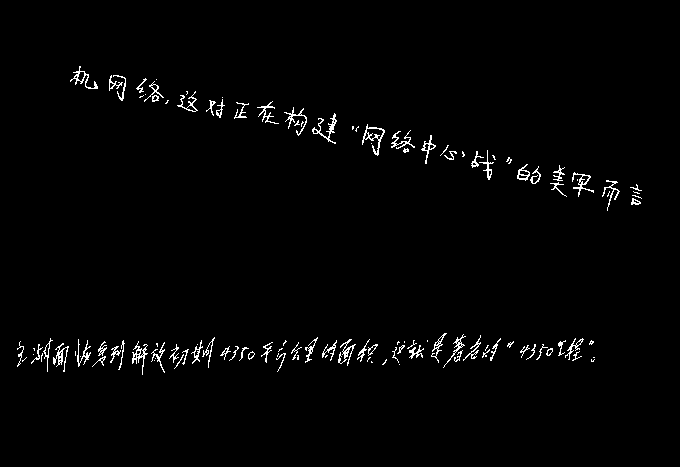 机网络,这对正在构建“网络中心战”的美军而言
主湖面恢复到解放初期4350平方公里的面积,这就是著名的“4350工程”。